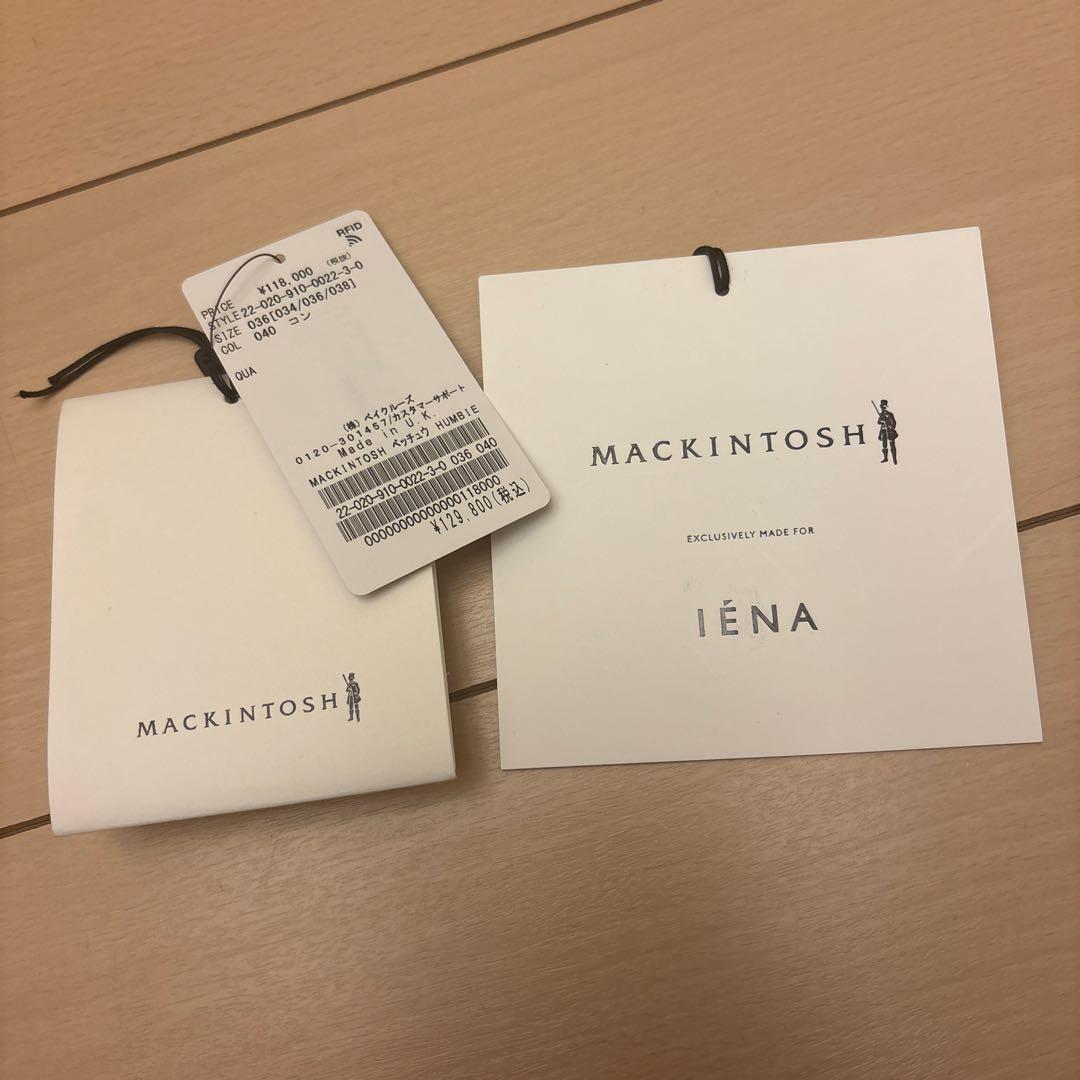 RFID
PRICE ¥118,000 (税抜)
STYLE 22-020-910-0022-3-0
SIZE 036[034/036/038]
COL 040 コン
QUA
(株) ベイクルーズ
0120-301457/カスタマーサポート
Made in U.K.
MACKINTOSH ベッチュウ HUMBIE
22-020-910-0022-3-0 036 040
0000000000000118000
¥129,800(税込)
MACKINTOSH
MACKINTOSH
EXCLUSIVELY MADE FOR
IÉNA